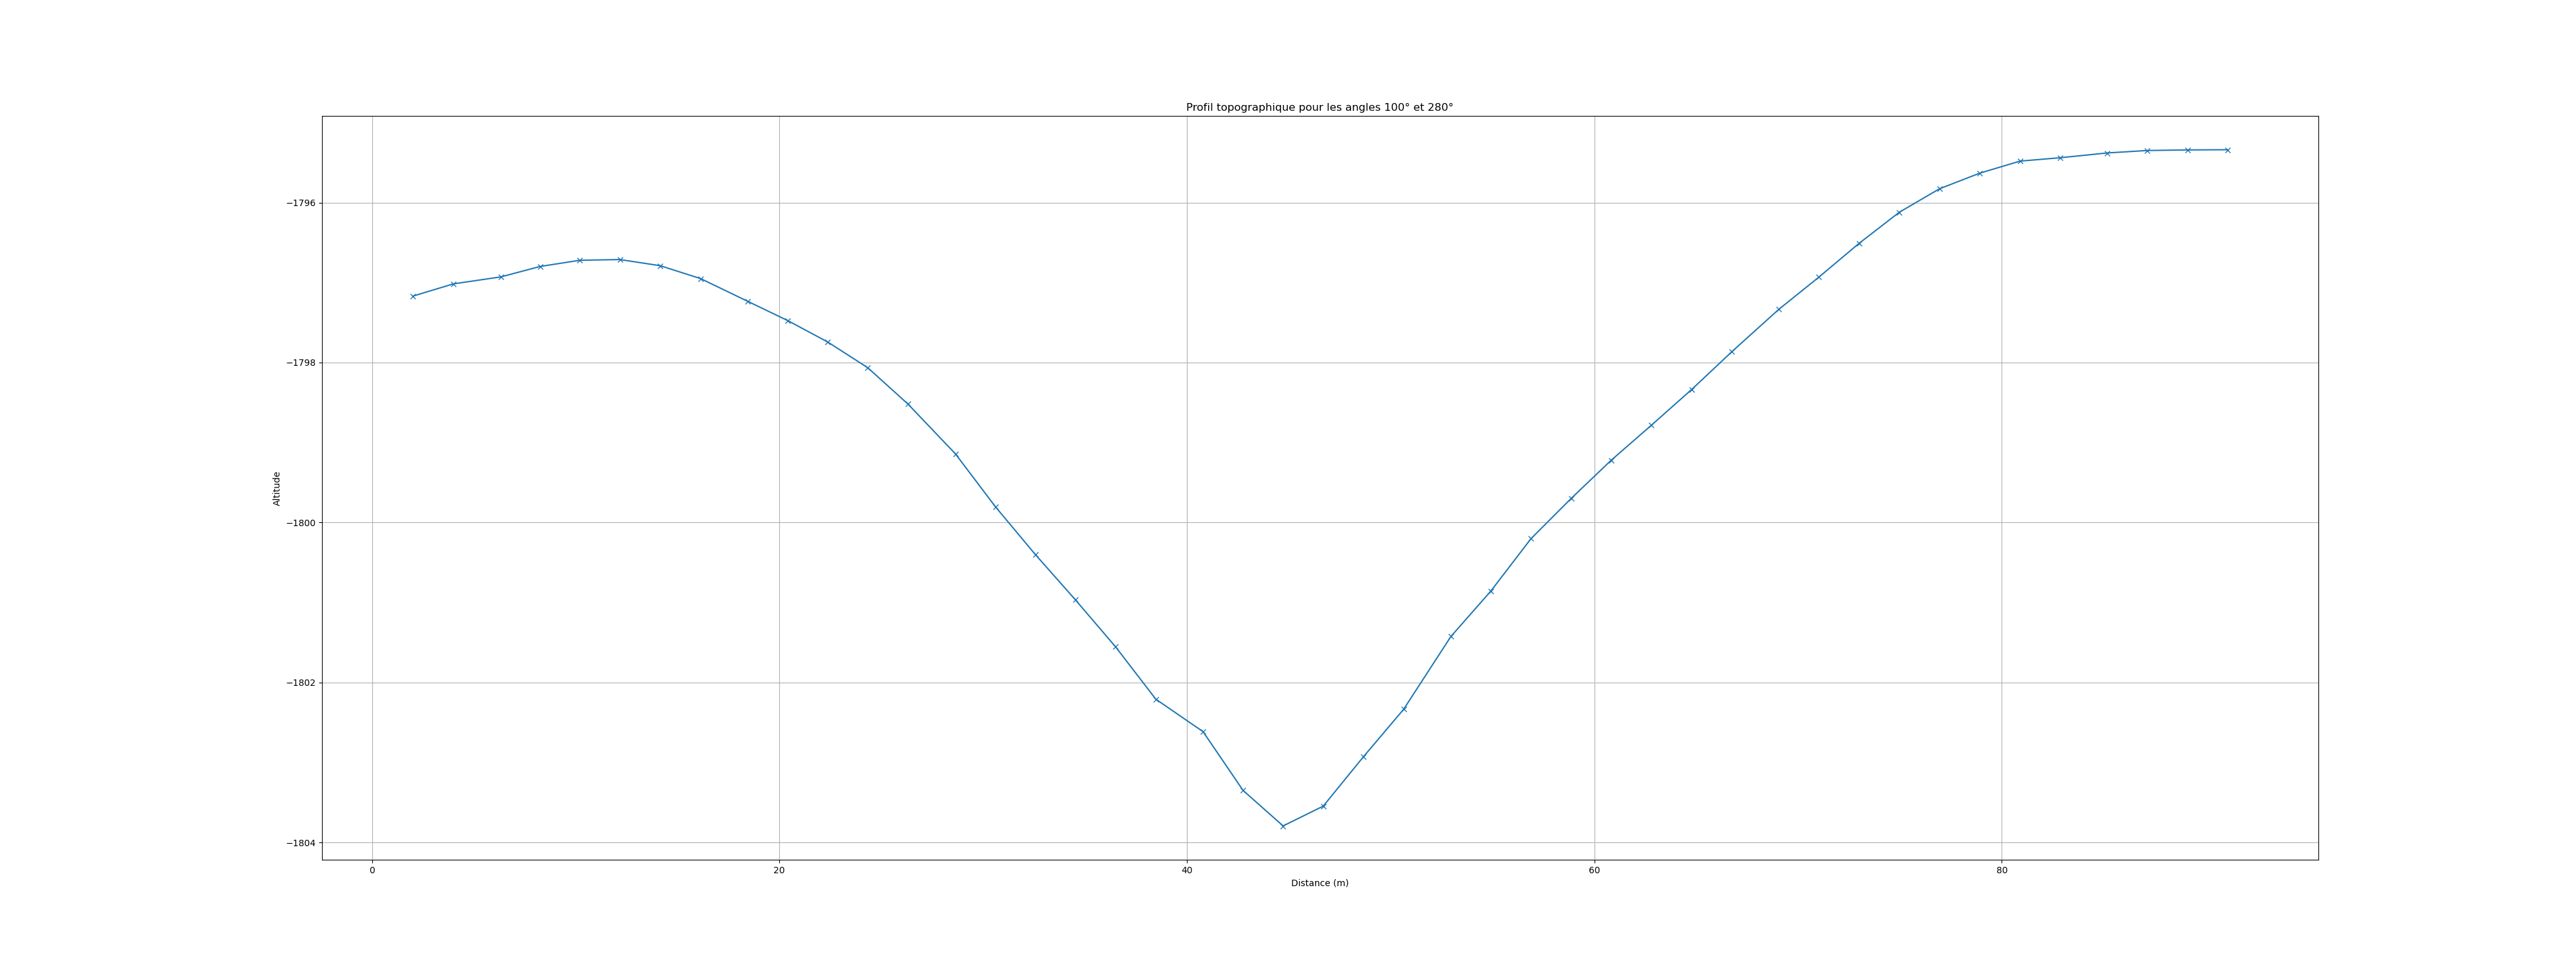 Profil topographique pour les angles 100° et 280°
Altitude
−1796
−1798
−1800
−1802
−1804
0 20 40 60 80
Distance (m)